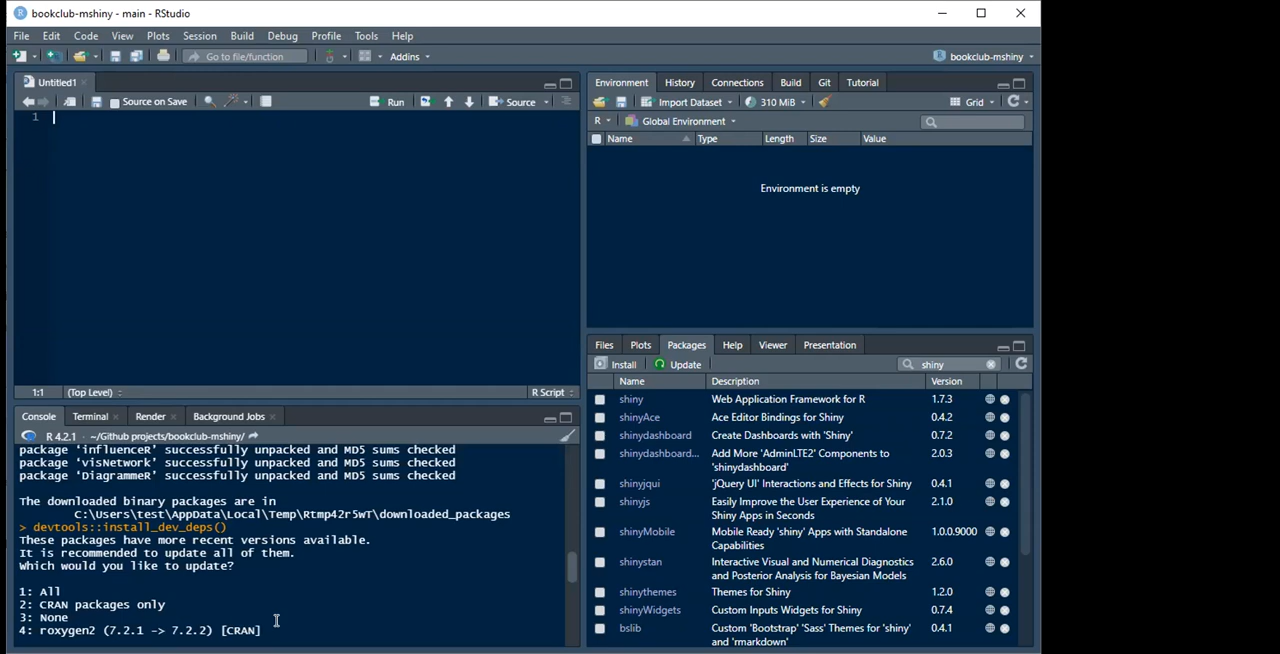 bookclub-mshiny - main - RStudio
File Edit Code View Plots Session Build Debug Profile Tools Help
Go to file/function Addins bookclub-mshiny
Untitled1
Source on Save Run Source
1
1:1 (Top Level) R Script
Console Terminal Render Background Jobs
R 4.2.1 · ~/Github projects/bookclub-mshiny/
package ‘influenceR’ successfully unpacked and MD5 sums checked
package ‘visNetwork’ successfully unpacked and MD5 sums checked
package ‘DiagrammeR’ successfully unpacked and MD5 sums checked
The downloaded binary packages are in
C:\Users\test\AppData\Local\Temp\Rtmp42r5wT\downloaded_packages
> devtools::install_dev_deps()
These packages have more recent versions available.
It is recommended to update all of them.
Which would you like to update?
1: All
2: CRAN packages only
3: None
4: roxygen2 (7.2.1 -> 7.2.2) [CRAN]
Environment History Connections Build Git Tutorial
Import Dataset 310 MiB Grid
R Global Environment
Name Type Length Size Value
Environment is empty
Files Plots Packages Help Viewer Presentation
Install Update shiny
Name Description Version
shiny Web Application Framework for R 1.7.3
shinyAce Ace Editor Bindings for Shiny 0.4.2
shinydashboard Create Dashboards with 'Shiny' 0.7.2
shinydashboard... Add More 'AdminLTE2' Components to 2.0.3
'shinydashboard'
shinyjqui 'jQuery UI' Interactions and Effects for Shiny 0.4.1
shinyjs Easily Improve the User Experience of Your 2.1.0
Shiny Apps in Seconds
shinyMobile Mobile Ready 'shiny' Apps with Standalone 1.0.0.9000
Capabilities
shinystan Interactive Visual and Numerical Diagnostics 2.6.0
and Posterior Analysis for Bayesian Models
shinythemes Themes for Shiny 1.2.0
shinyWidgets Custom Inputs Widgets for Shiny 0.7.4
bslib Custom 'Bootstrap' 'Sass' Themes for 'shiny' 0.4.1
and 'rmarkdown'